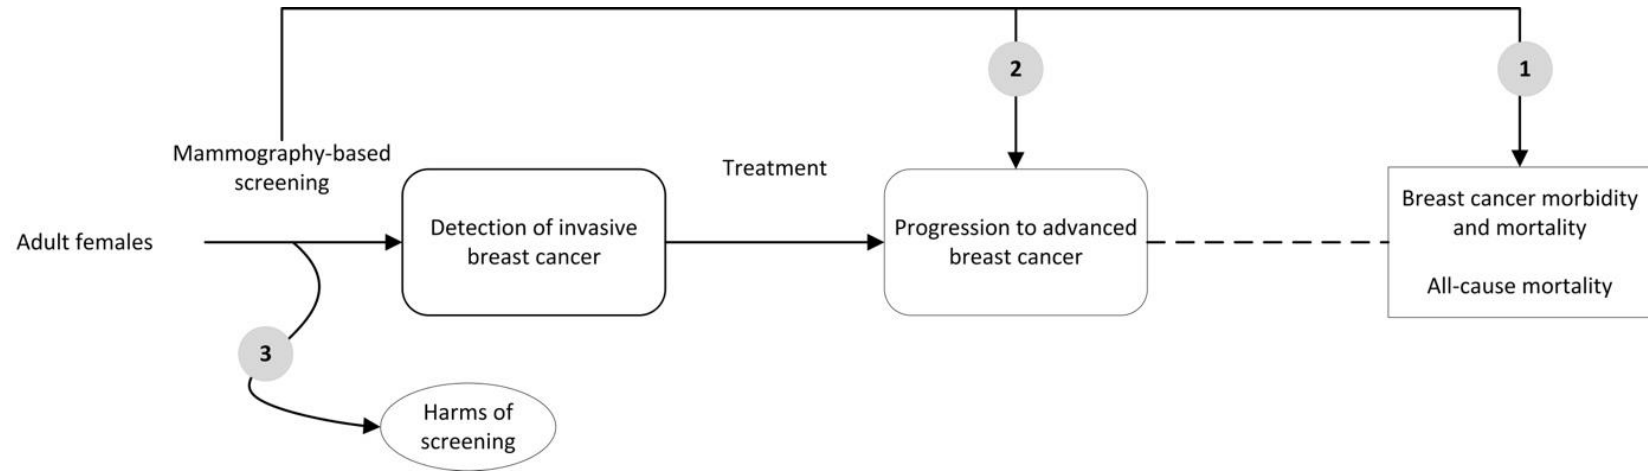 2
1
Mammography-based
screening
Treatment
Adult females
Detection of invasive
breast cancer
Progression to advanced
breast cancer
Breast cancer morbidity
and mortality
All-cause mortality
3
Harms of
screening